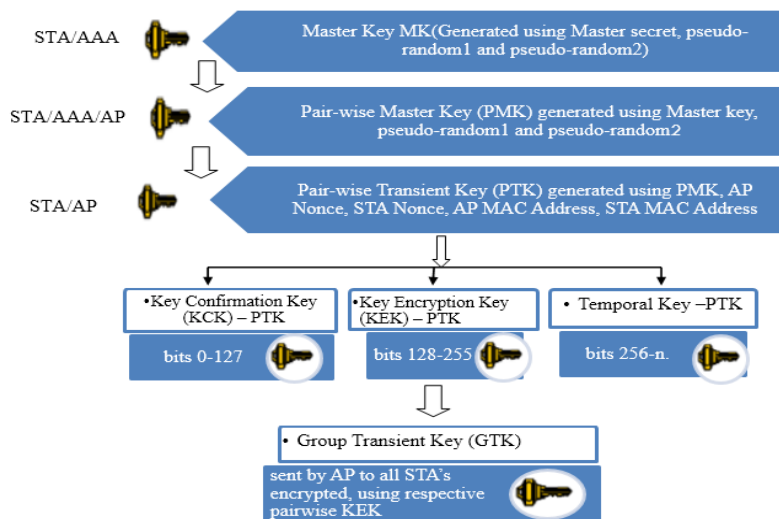 STA/AAA
Master Key MK(Generated using Master secret, pseudo-
random1 and pseudo-random2)
STA/AAA/AP
Pair-wise Master Key (PMK) generated using Master key,
pseudo-random1 and pseudo-random2
STA/AP
Pair-wise Transient Key (PTK) generated using PMK, AP
Nonce, STA Nonce, AP MAC Address, STA MAC Address
•Key Confirmation Key
(KCK) – PTK
bits 0-127
•Key Encryption Key
(KEK) – PTK
bits 128-255
• Temporal Key –PTK
bits 256-n.
• Group Transient Key (GTK)
sent by AP to all STA's
encrypted, using respective
pairwise KEK